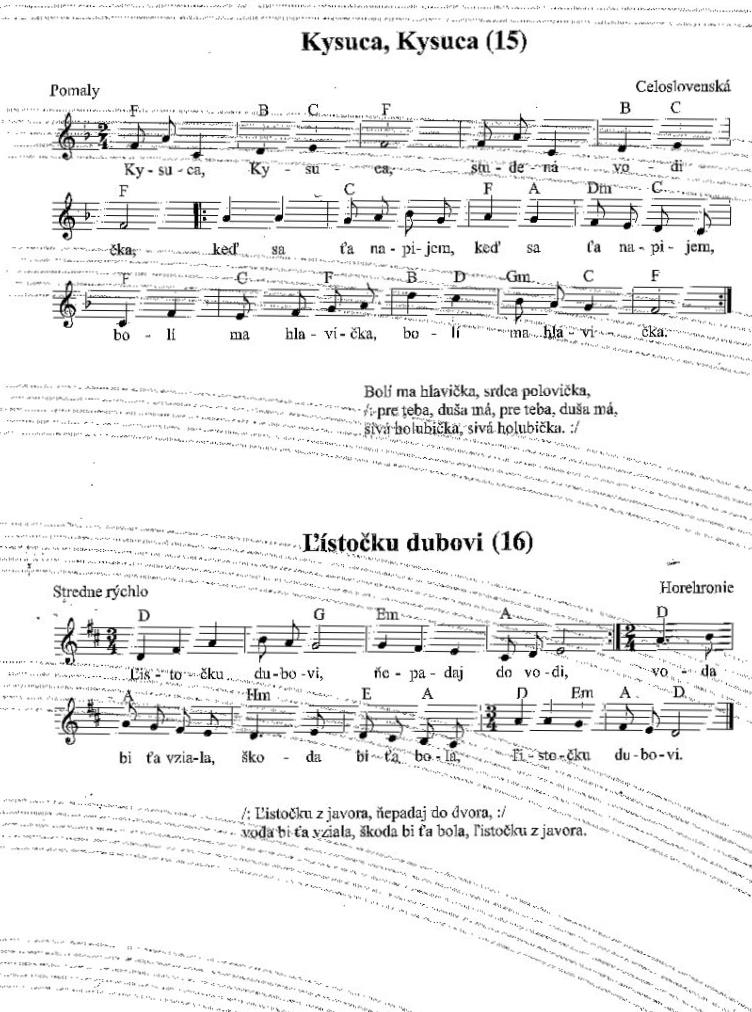 Kysuca, Kysuca (15)
Pomaly
Celoslovenská
F B C F B C
Ky - su - ca, Ky - su - ca, stu - de - ná vo - di
F C F A Dm C
čka, keď sa ťa na - pi - jem, keď sa ťa na - pi - jem,
F C F B D Gm C F
bo - lí ma hla - ví - čka, bo - lí ma hla - vi - čka.
Bolí ma hlavička, srdca polovička,
/: pre teba, duša má, pre teba, duša má,
sivá holubička, sivá holubička. :/
Ľístočku dubovi (16)
Stredne rýchlo
Horehronie
D G Em A D
Ľis - to - čku du - bo - vi, ňe - pa - daj do vo - di, vo - da
A Hm E A D Em A D
bi ťa vzia - la, ško - da bi - ťa bo - la, ľi - sto - čku du - bo - vi.
/: Ľistočku z javora, ňepadaj do dvora, :/
voda bi ťa vziala, škoda bi ťa bola, ľistočku z javora.